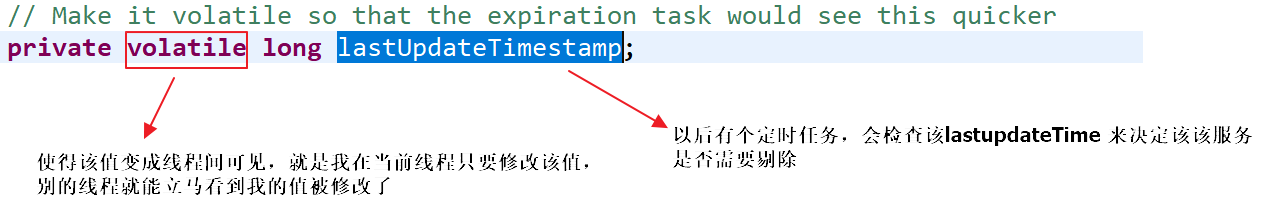 // Make it volatile so that the expiration task would see this quicker
private volatile long lastUpdateTimestamp;
使得该值变成线程间可见，就是我在当前线程只要修改该值，
别的线程就能立马看到我的值被修改了
以后有个定时任务，会检查该lastupdateTime 来决定该该服务
是否需要剔除